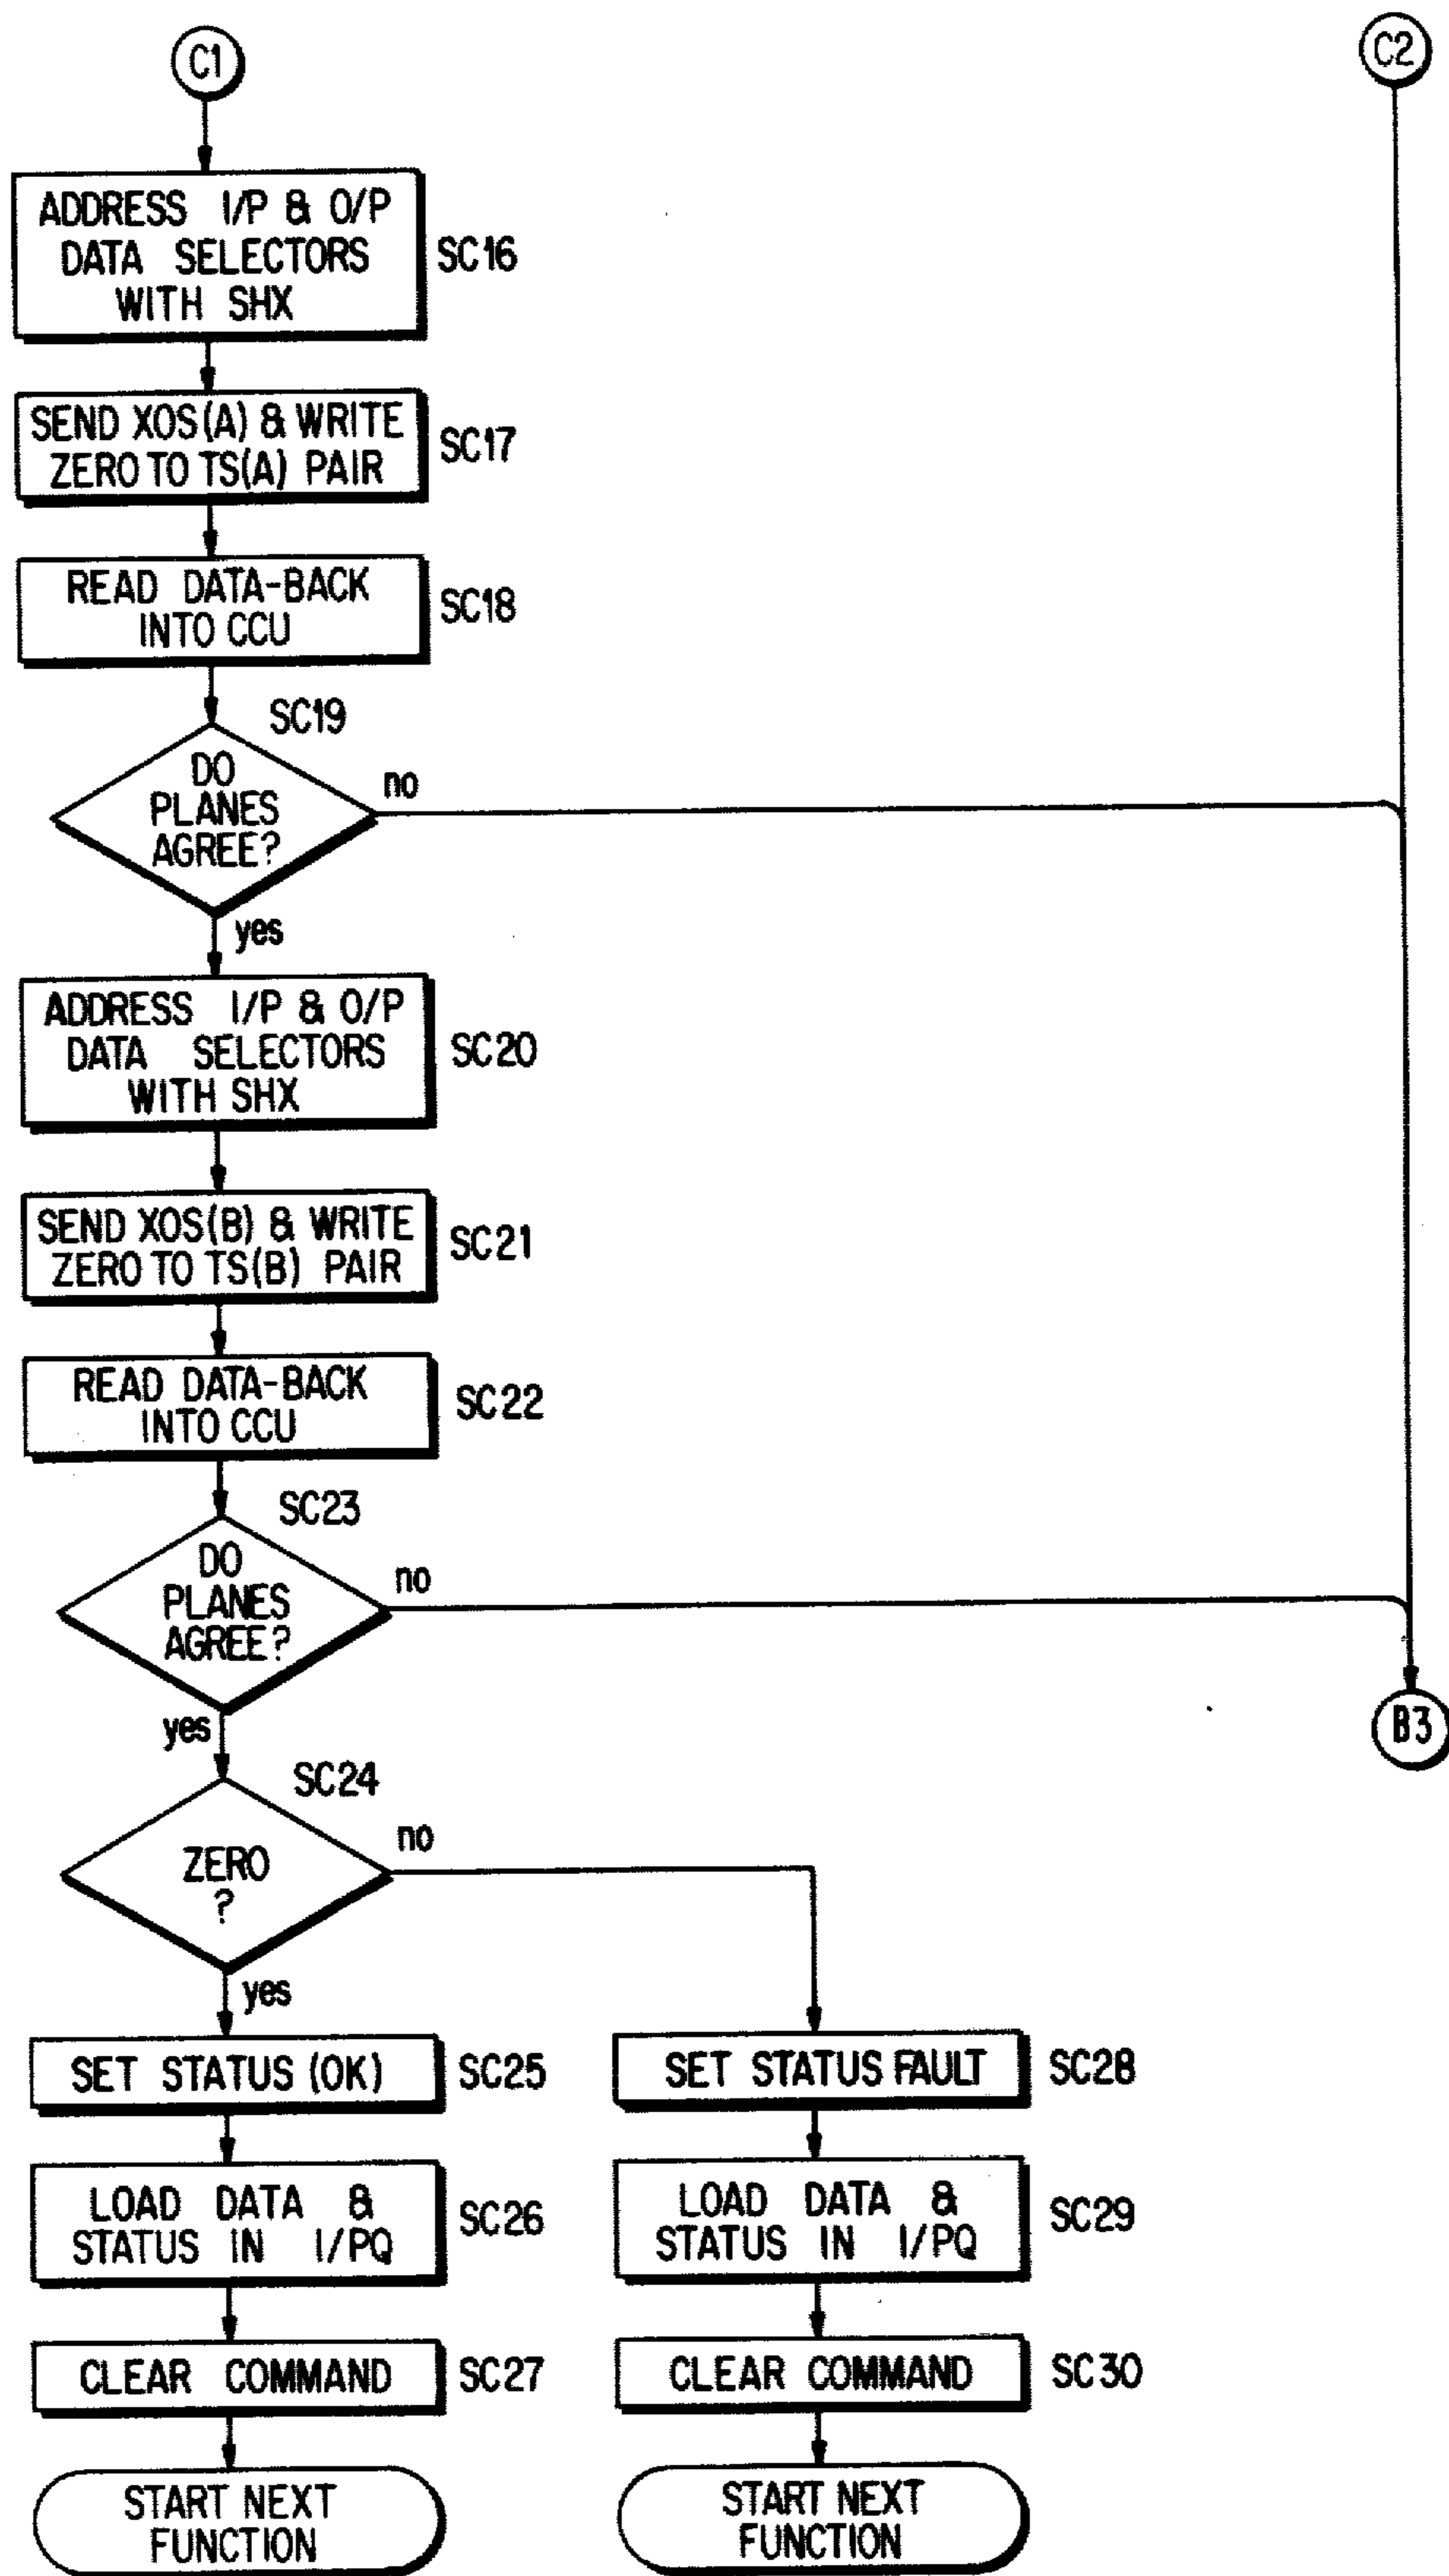 C1
C2
ADDRESS I/P & O/P
DATA SELECTORS
WITH SHX
SC16
SEND XOS(A) & WRITE
ZERO TO TS(A) PAIR
SC17
READ DATA-BACK
INTO CCU
SC18
SC19
DO
PLANES
AGREE?
no
yes
ADDRESS I/P & O/P
DATA SELECTORS
WITH SHX
SC20
SEND XOS(B) & WRITE
ZERO TO TS(B) PAIR
SC21
READ DATA-BACK
INTO CCU
SC22
SC23
DO
PLANES
AGREE?
no
yes
B3
SC24
ZERO
?
no
yes
SET STATUS (OK)
SC25
SET STATUS FAULT
SC28
LOAD DATA &
STATUS IN I/PQ
SC26
LOAD DATA &
STATUS IN I/PQ
SC29
CLEAR COMMAND
SC27
CLEAR COMMAND
SC30
START NEXT
FUNCTION
START NEXT
FUNCTION